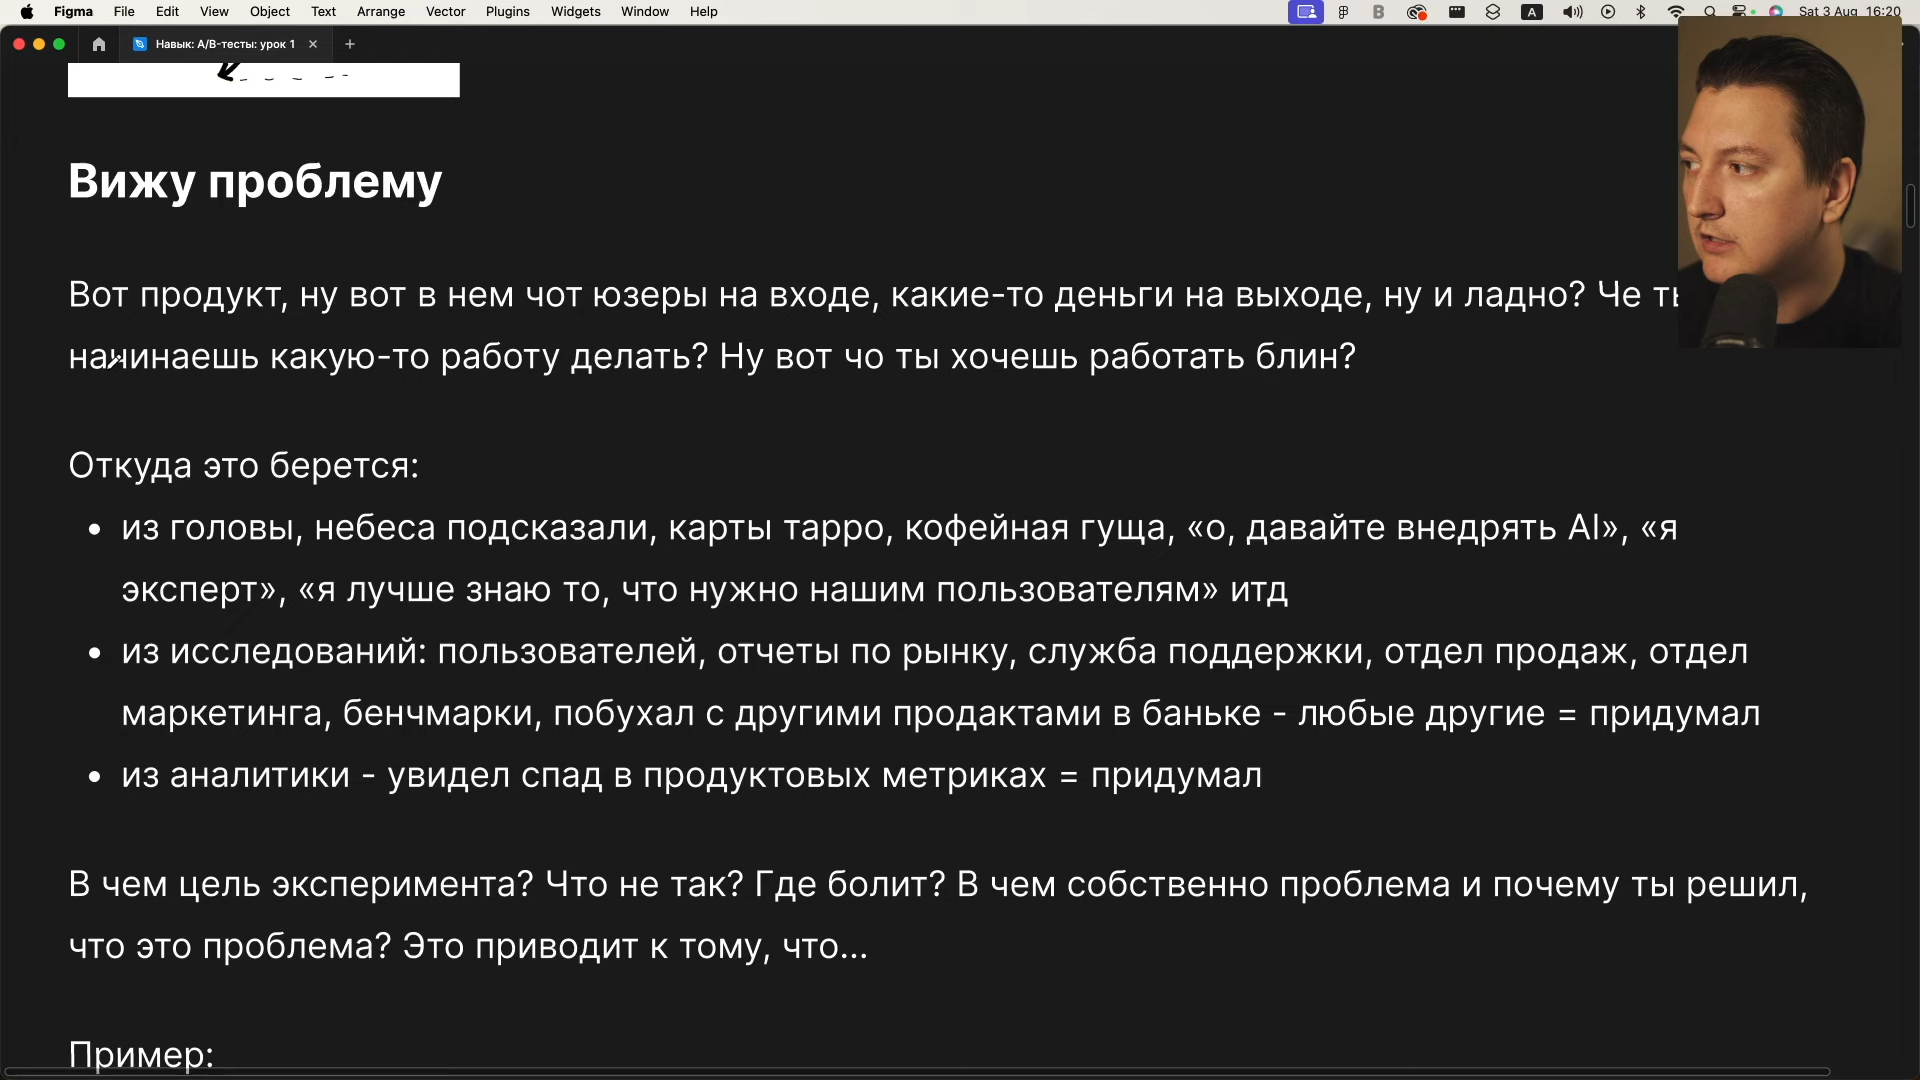 Figma File Edit View Object Text Arrange Vector Plugins Widgets Window Help A Sat 3 Aug 16:20
Навык: A/B-тесты: урок 1
Вижу проблему
Вот продукт, ну вот в нем чот юзеры на входе, какие-то деньги на выходе, ну и ладно? Че
начинаешь какую-то работу делать? Ну вот чо ты хочешь работать блин?
Откуда это берется:
• из головы, небеса подсказали, карты тарро, кофейная гуща, «о, давайте внедрять AI», «я
эксперт», «я лучше знаю то, что нужно нашим пользователям» итд
• из исследований: пользователей, отчеты по рынку, служба поддержки, отдел продаж, отдел
маркетинга, бенчмарки, побухал с другими продактами в баньке - любые другие = придумал
• из аналитики - увидел спад в продуктовых метриках = придумал
В чем цель эксперимента? Что не так? Где болит? В чем собственно проблема и почему ты решил,
что это проблема? Это приводит к тому, что...
Пример: